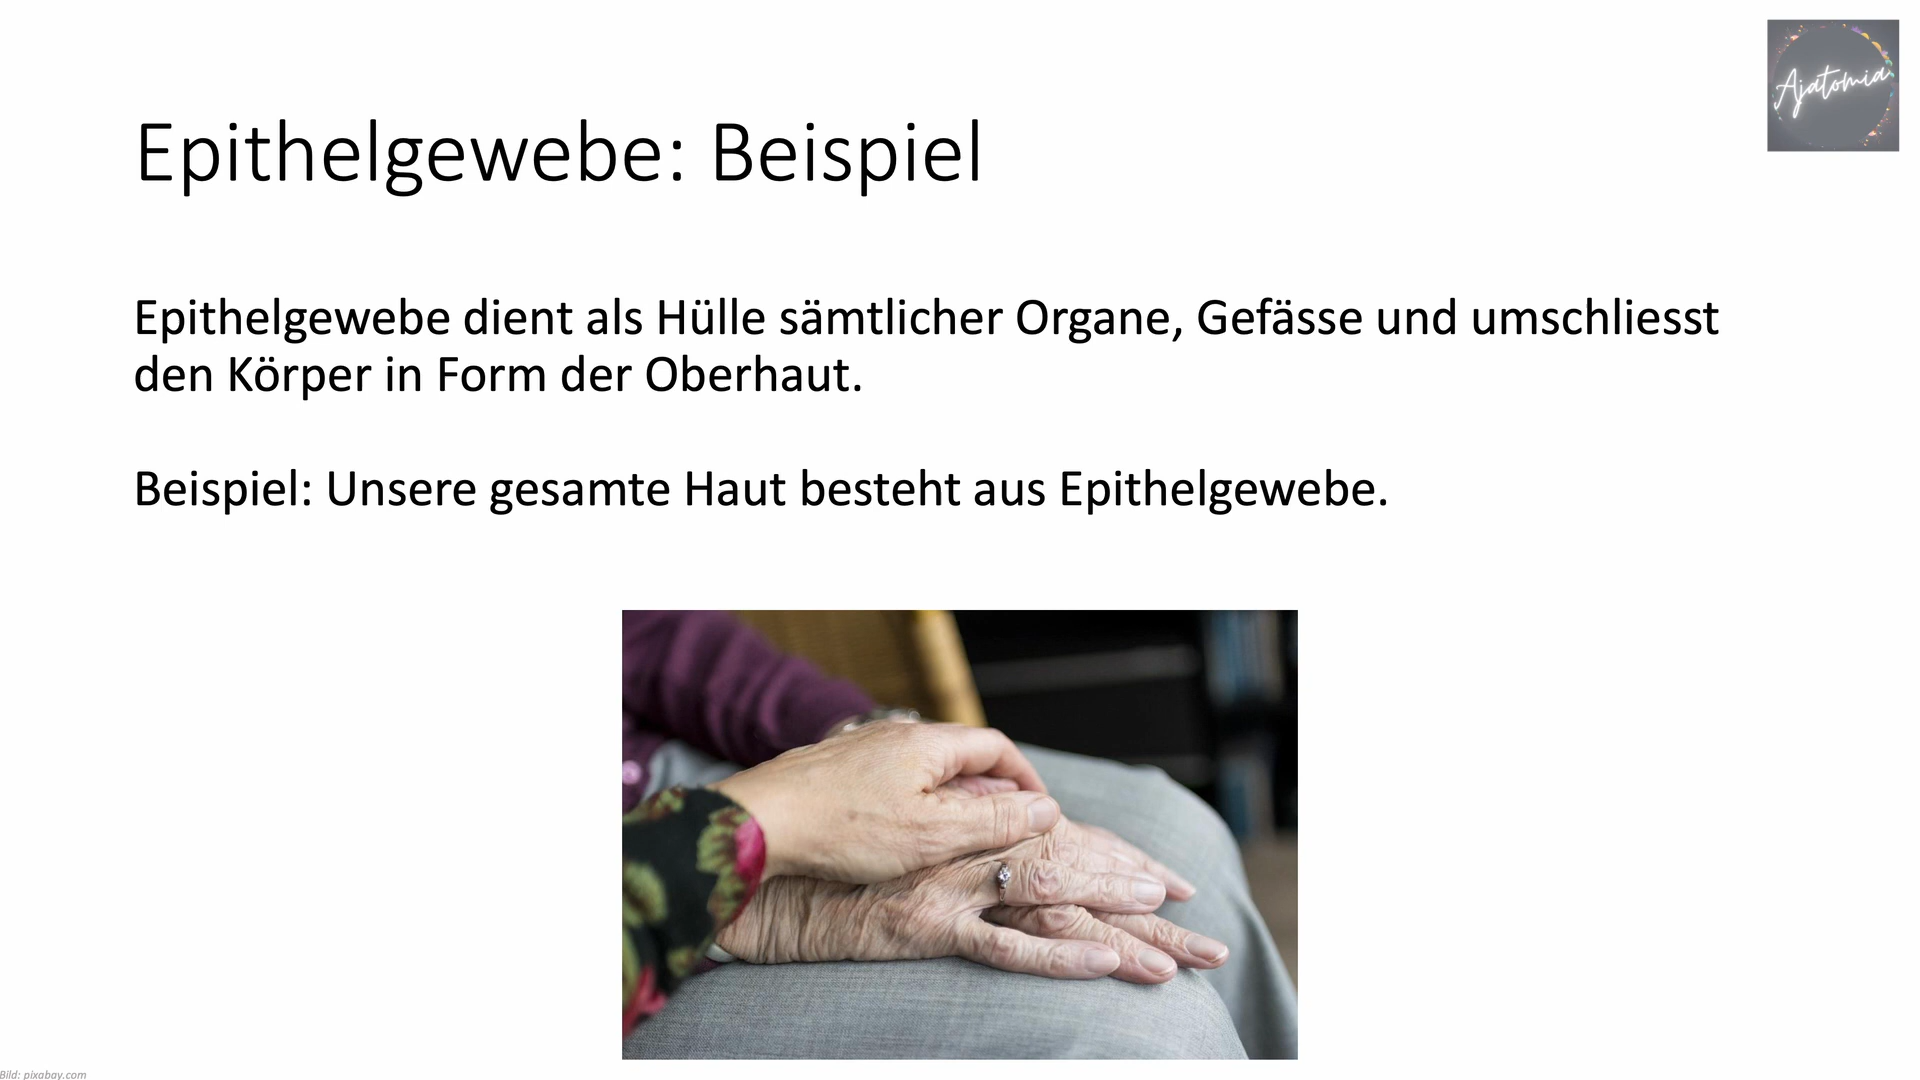 Ajatomia
Epithelgewebe: Beispiel
Epithelgewebe dient als Hülle sämtlicher Organe, Gefässe und umschliesst
den Körper in Form der Oberhaut.
Beispiel: Unsere gesamte Haut besteht aus Epithelgewebe.
Bild: pixabay.com